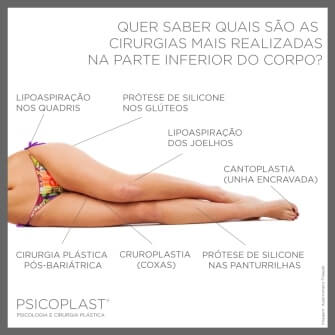 QUER SABER QUAIS SÃO AS
CIRURGIAS MAIS REALIZADAS
NA PARTE INFERIOR DO CORPO?
LIPOASPIRAÇÃO
NOS QUADRIS
PRÓTESE DE SILICONE
NOS GLÚTEOS
LIPOASPIRAÇÃO
DOS JOELHOS
CANTOPLASTIA
(UNHA ENCRAVADA)
CIRURGIA PLÁSTICA
PÓS-BARIÁTRICA
CRUROPLASTIA
(COXAS)
PRÓTESE DE SILICONE
NAS PANTURRILHAS
PSICOPLAST
PSICOLOGIA E CIRURGIA PLÁSTICA